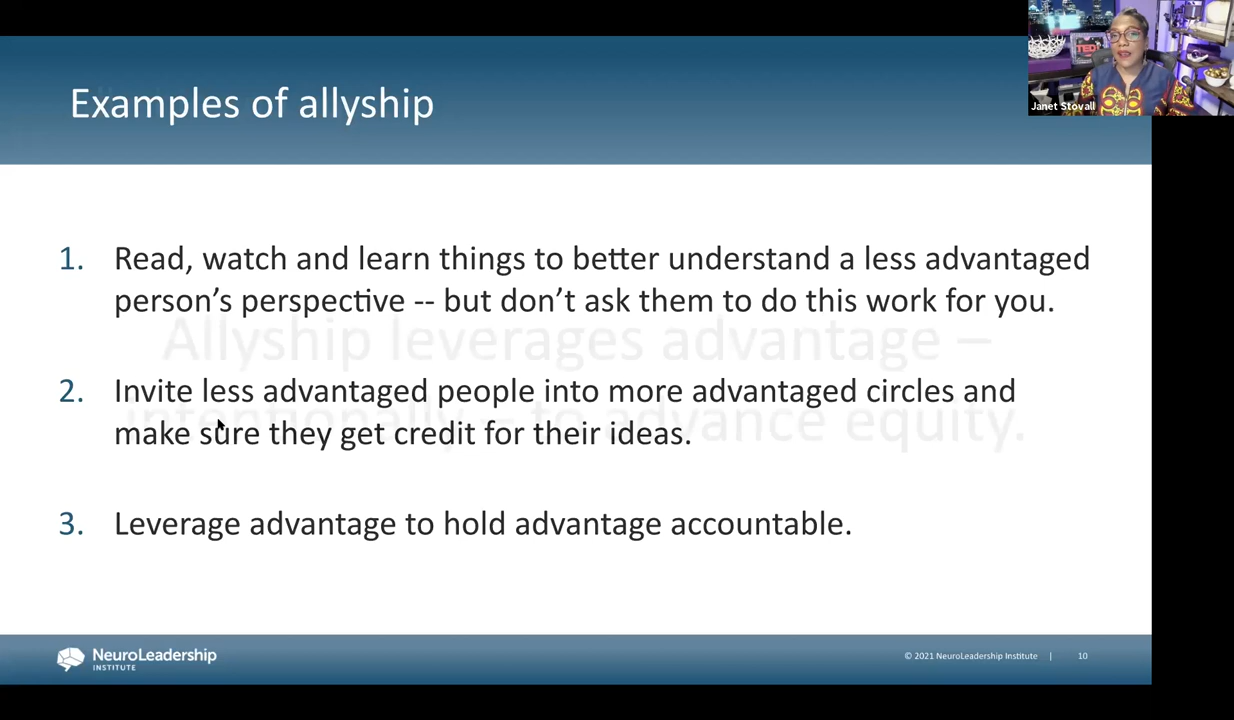 Janet Stovall
TED
Examples of allyship
1. Read, watch and learn things to better understand a less advantaged
person's perspective -- but don't ask them to do this work for you.
Allyship leverages advantage –
2. Invite less advantaged people into more advantaged circles and
intentionally – to advance equity.
make sure they get credit for their ideas.
3. Leverage advantage to hold advantage accountable.
NeuroLeadership
INSTITUTE
© 2021 NeuroLeadership Institute | 10